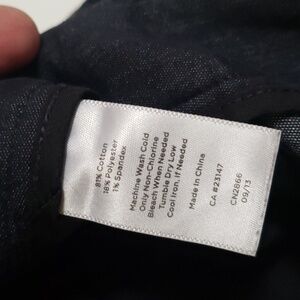 81% Cotton
18% Polyester
1% Spandex
Machine Wash Cold
Only Non-Chlorine
Bleach When Needed
Tumble Dry Low
Cool Iron, If Needed
Made In China
CA #23147
CN2866
09/13